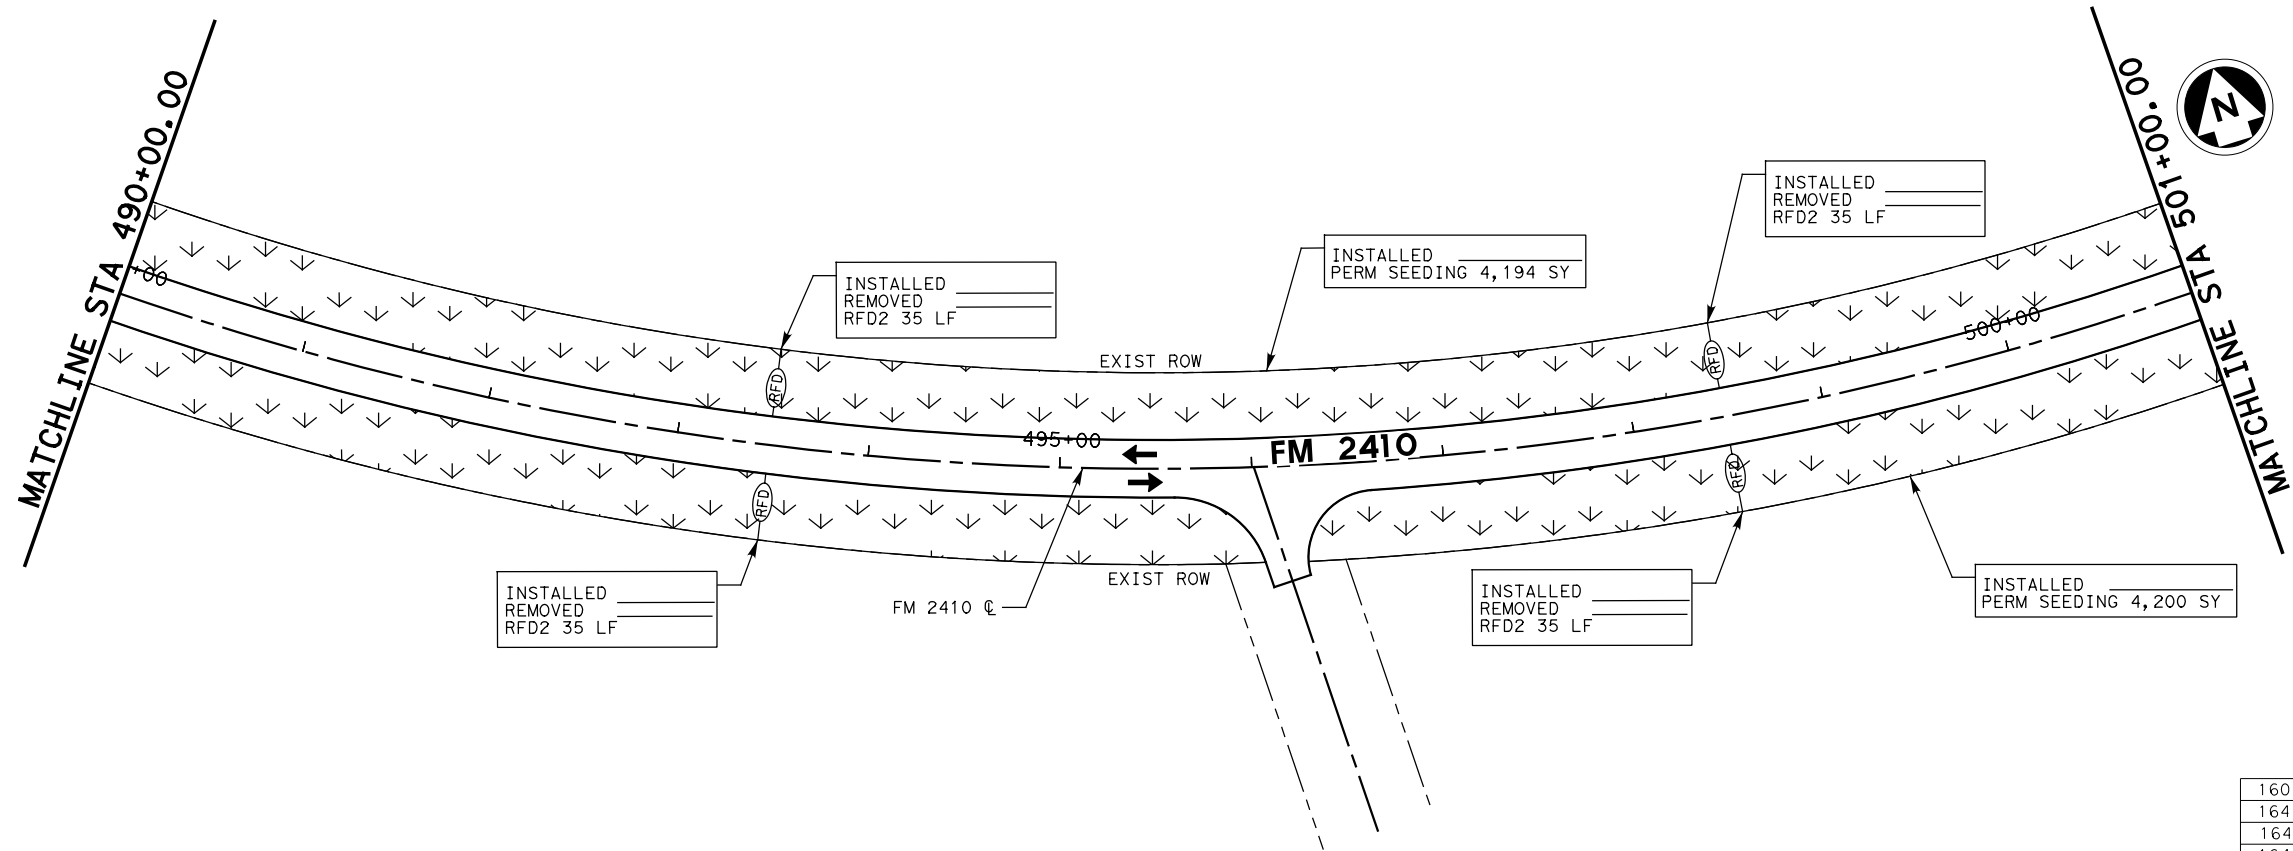 MATCHLINE STA 490+00.00
+00
INSTALLED
REMOVED
RFD2 35 LF
RFD
INSTALLED
PERM SEEDING 4,194 SY
EXIST ROW
INSTALLED
REMOVED
RFD2 35 LF
RFD
500+00
MATCHLINE STA 501+00.00
N
495+00
FM 2410
RFD
RFD
EXIST ROW
INSTALLED
REMOVED
RFD2 35 LF
FM 2410 ℄
INSTALLED
REMOVED
RFD2 35 LF
INSTALLED
PERM SEEDING 4,200 SY
160
164
164